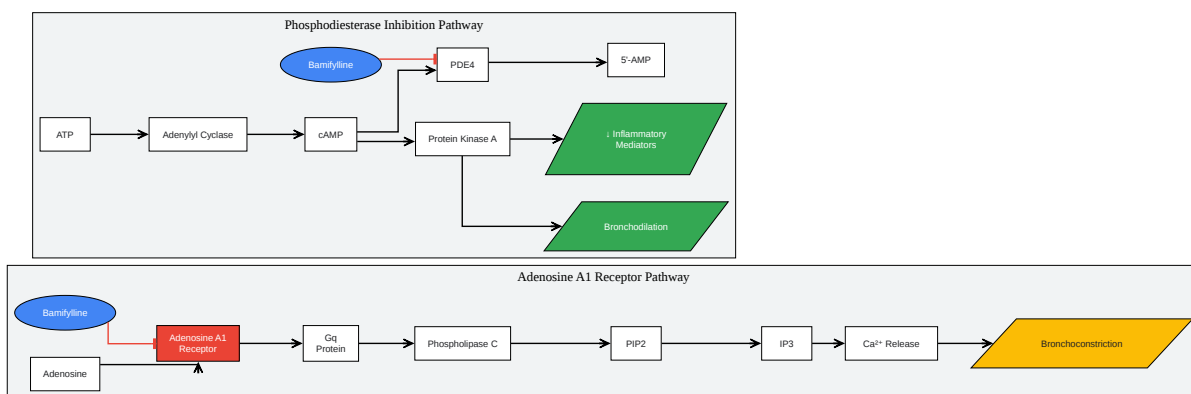 Phosphodiesterase Inhibition Pathway
Bamifylline
PDE4
5'-AMP
ATP
Adenylyl Cyclase
cAMP
Protein Kinase A
↓ Inflammatory
Mediators
Bronchodilation
Adenosine A1 Receptor Pathway
Bamifylline
Adenosine A1
Receptor
Gq
Protein
Phospholipase C
PIP2
IP3
Ca²⁺ Release
Bronchoconstriction
Adenosine